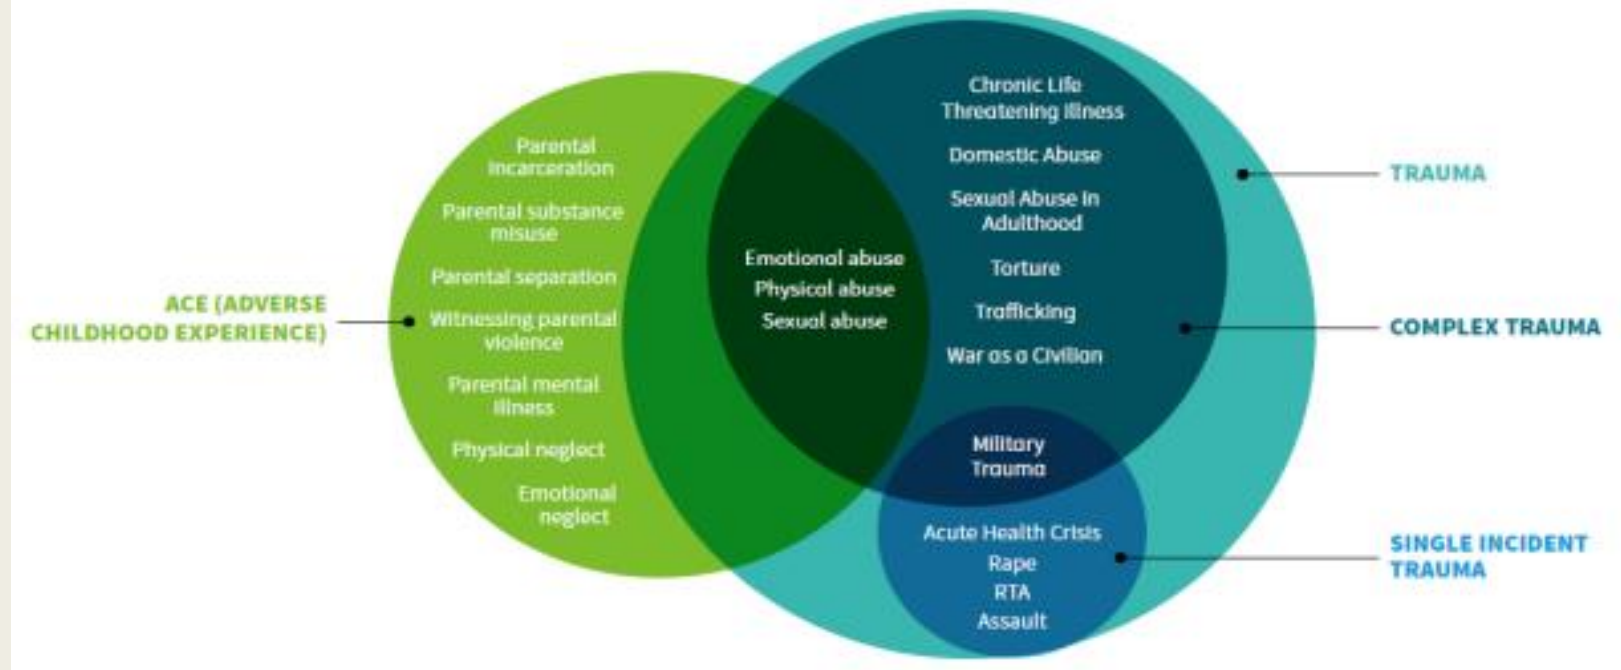 ACE (ADVERSE
CHILDHOOD EXPERIENCE)
Parental
incarceration
Parental substance
misuse
Parental separation
Witnessing parental
violence
Parental mental
illness
Physical neglect
Emotional
neglect
Emotional abuse
Physical abuse
Sexual abuse
Chronic Life
Threatening Illness
Domestic Abuse
Sexual Abuse In
Adulthood
Torture
Trafficking
War as a Civilian
Military
Trauma
Acute Health Crisis
Rape
RTA
Assault
TRAUMA
COMPLEX TRAUMA
SINGLE INCIDENT
TRAUMA